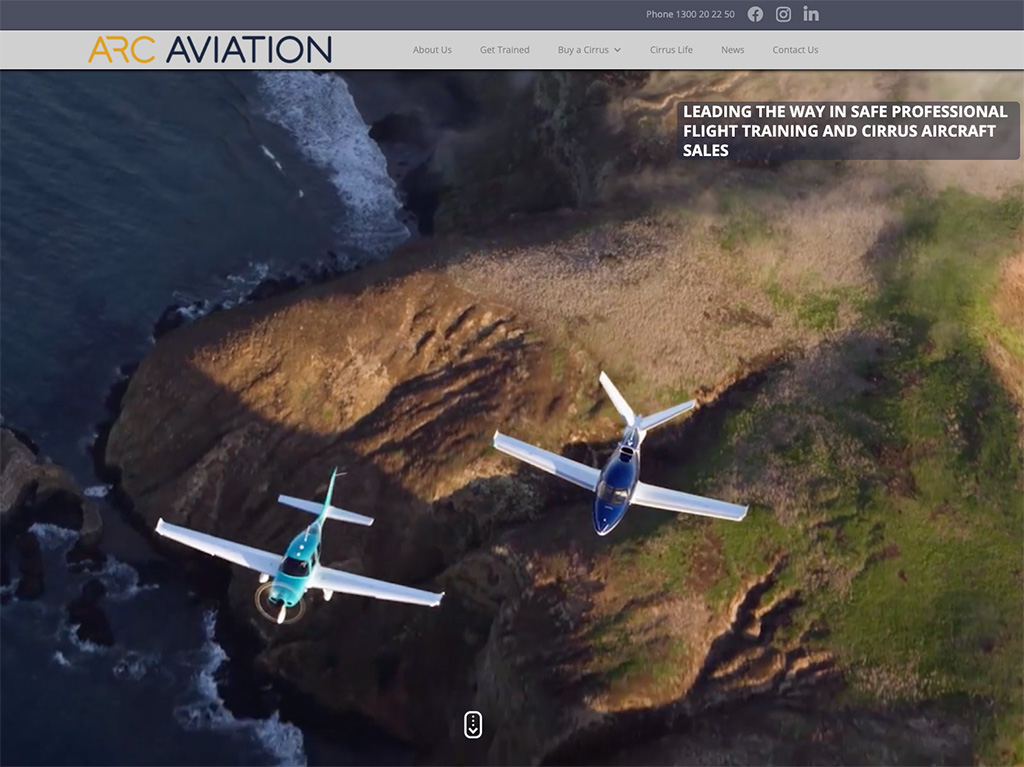 Phone 1300 20 22 50
ARC AVIATION
About Us
Get Trained
Buy a Cirrus
Cirrus Life
News
Contact Us
LEADING THE WAY IN SAFE PROFESSIONAL
FLIGHT TRAINING AND CIRRUS AIRCRAFT
SALES